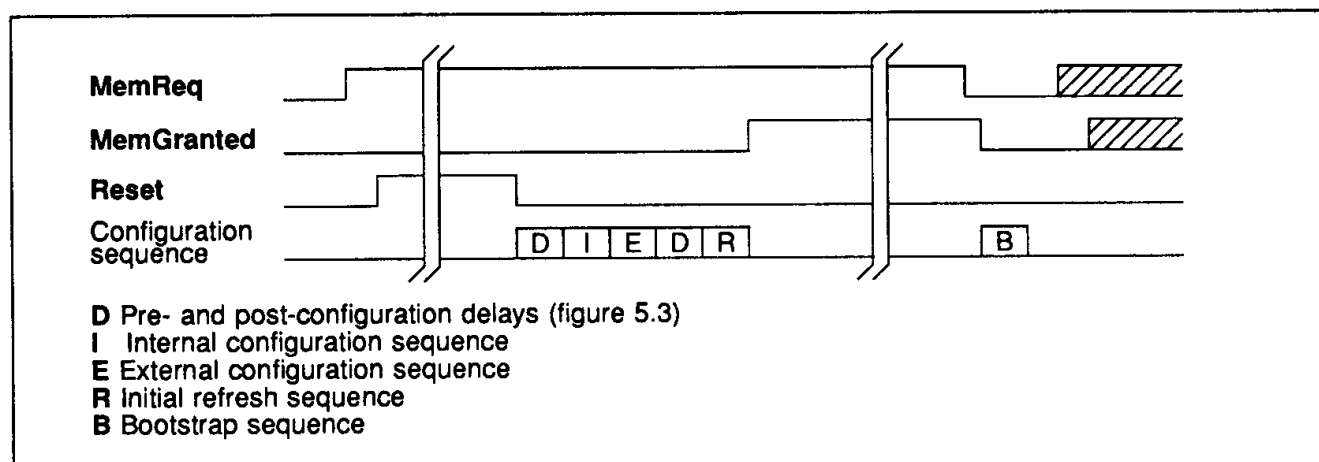 MemReq
MemGranted
Reset
Configuration
sequence
D I E D R
B
D Pre- and post-configuration delays (figure 5.3)
I Internal configuration sequence
E External configuration sequence
R Initial refresh sequence
B Bootstrap sequence